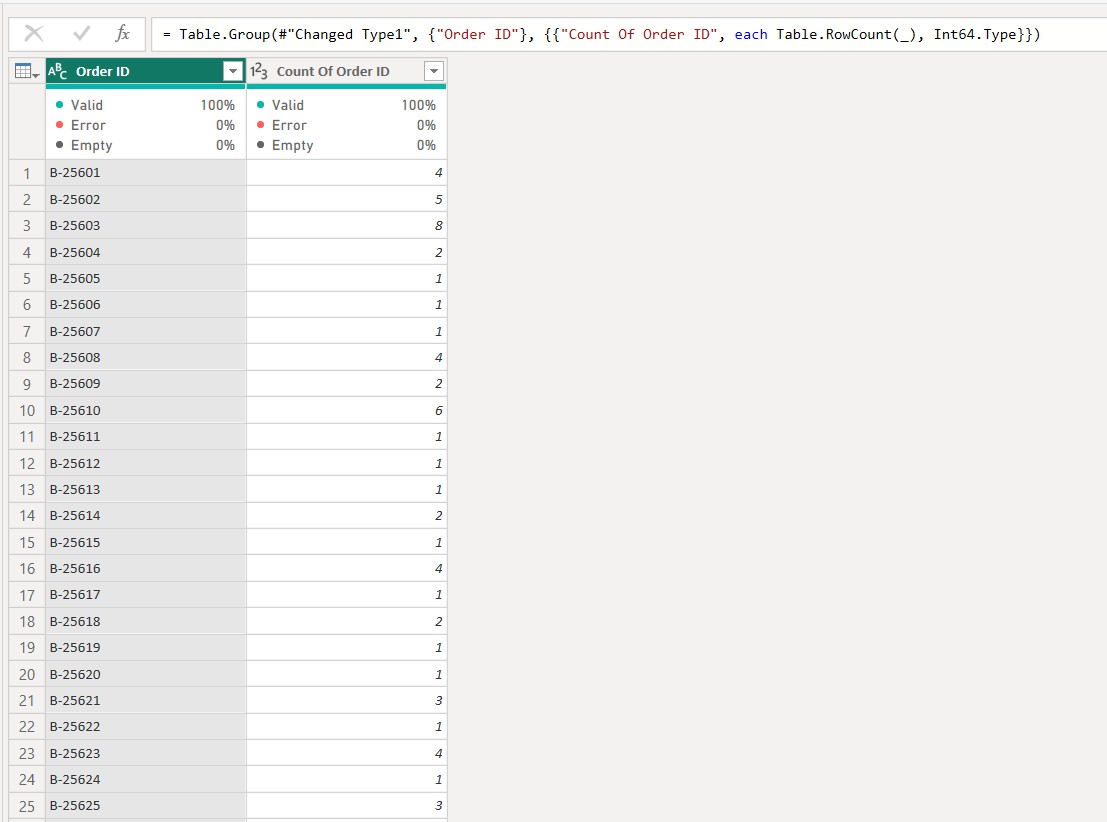 fx = Table.Group(#"Changed Type1", {"Order ID"}, {{"Count Of Order ID", each Table.RowCount(_), Int64.Type}})
ABC Order ID 123 Count Of Order ID
Valid 100% Valid 100%
Error 0% Error 0%
Empty 0% Empty 0%
1 B-25601 4
2 B-25602 5
3 B-25603 8
4 B-25604 2
5 B-25605 1
6 B-25606 1
7 B-25607 1
8 B-25608 4
9 B-25609 2
10 B-25610 6
11 B-25611 1
12 B-25612 1
13 B-25613 1
14 B-25614 2
15 B-25615 1
16 B-25616 4
17 B-25617 1
18 B-25618 2
19 B-25619 1
20 B-25620 1
21 B-25621 3
22 B-25622 1
23 B-25623 4
24 B-25624 1
25 B-25625 3